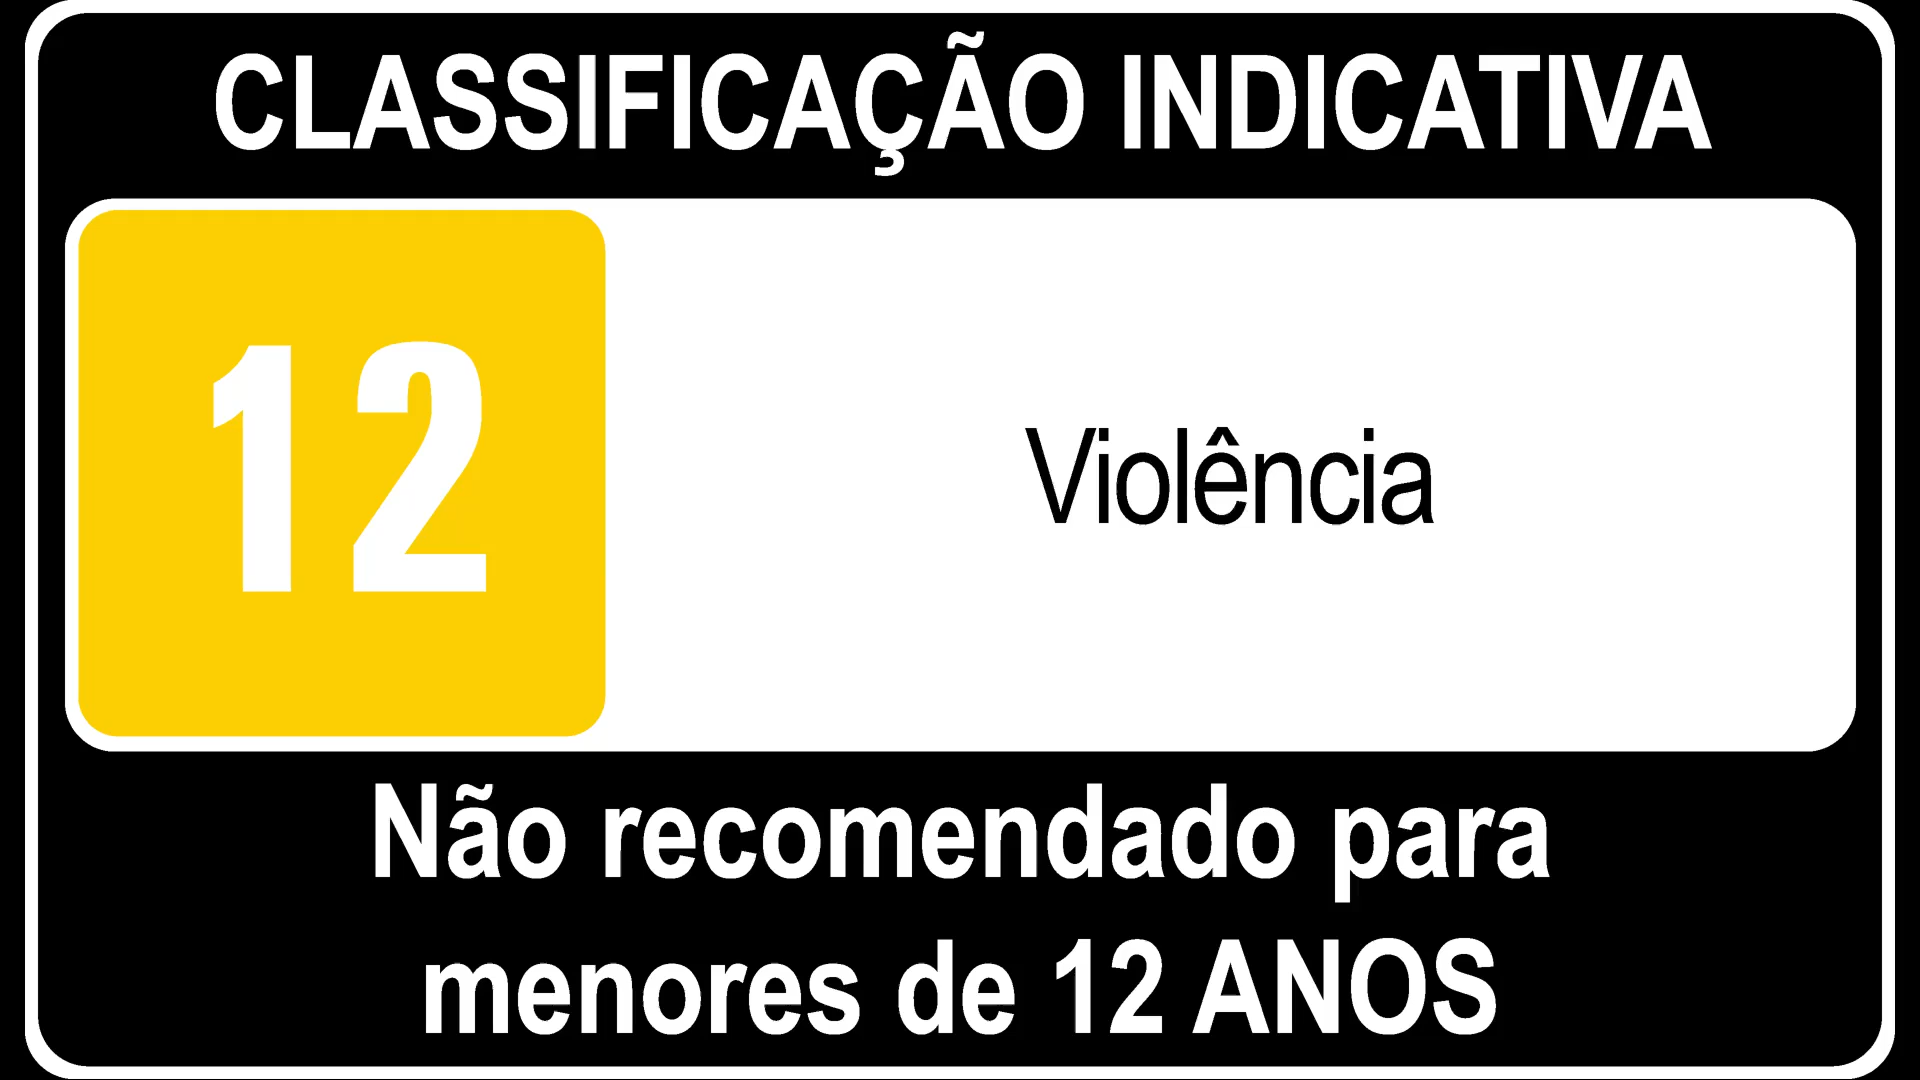 CLASSIFICAÇÃO INDICATIVA
12
Violência
Não recomendado para
menores de 12 ANOS